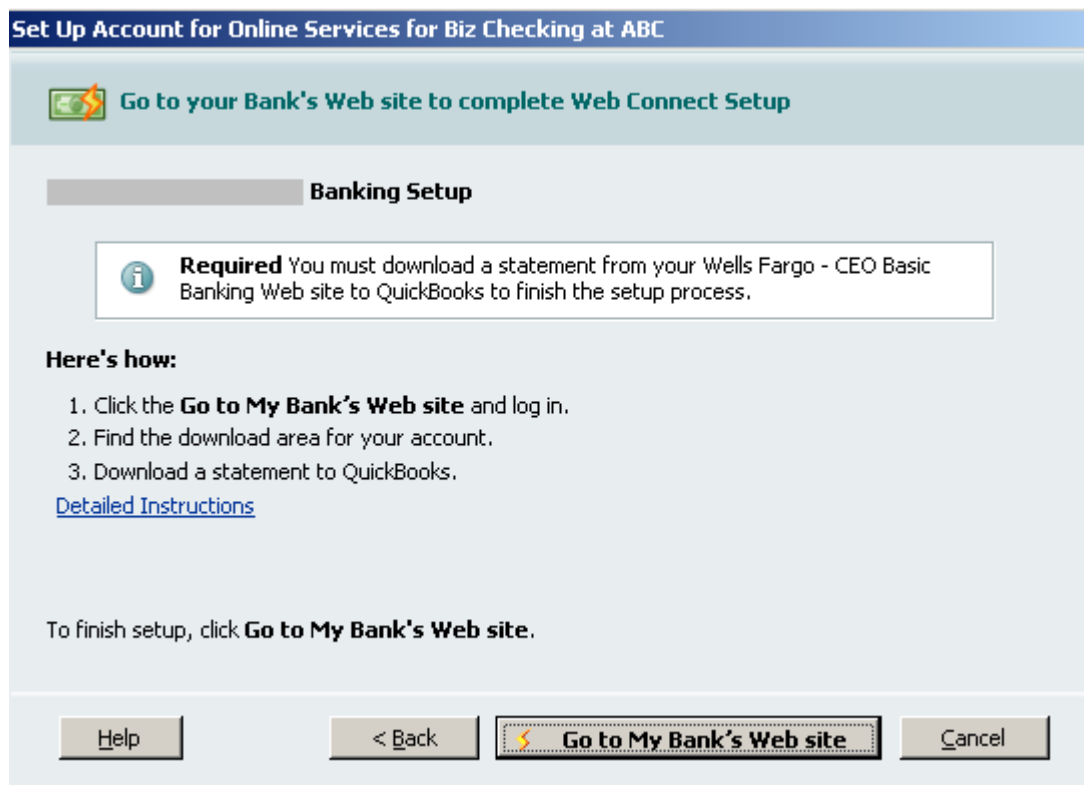 Set Up Account for Online Services for Biz Checking at ABC
Go to your Bank's Web site to complete Web Connect Setup
Banking Setup
Required You must download a statement from your Wells Fargo - CEO Basic
Banking Web site to QuickBooks to finish the setup process.
Here's how:
1. Click the Go to My Bank's Web site and log in.
2. Find the download area for your account.
3. Download a statement to QuickBooks.
Detailed Instructions
To finish setup, click Go to My Bank's Web site.
Help
< Back
Go to My Bank's Web site
Cancel